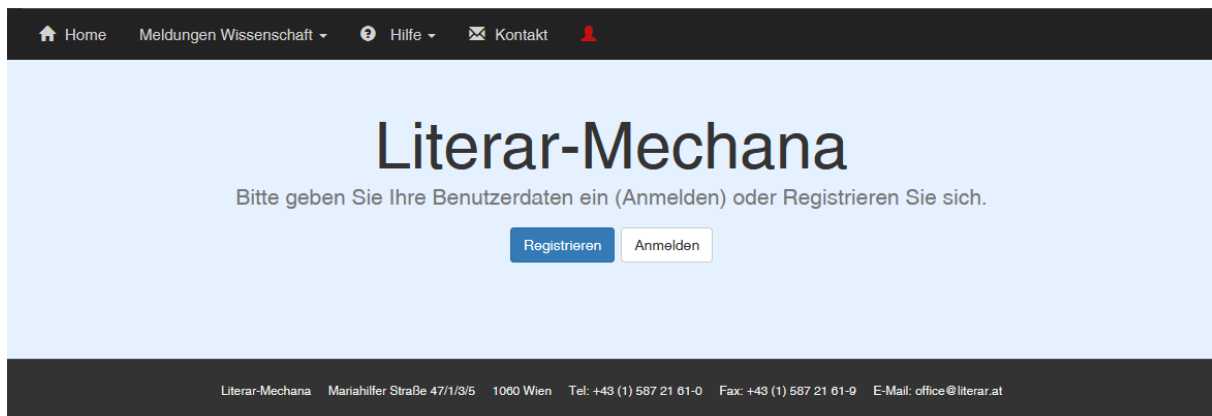 Home Meldungen Wissenschaft Hilfe Kontakt
Literar-Mechana
Bitte geben Sie Ihre Benutzerdaten ein (Anmelden) oder Registrieren Sie sich.
Registrieren Anmelden
Literar-Mechana Mariahilfer Straße 47/1/3/5 1060 Wien Tel: +43 (1) 587 21 61-0 Fax: +43 (1) 587 21 61-9 E-Mail: office@literar.at